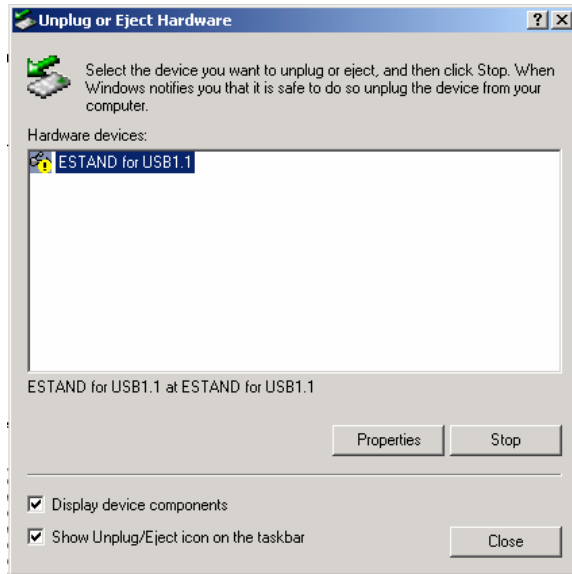 Unplug or Eject Hardware
Select the device you want to unplug or eject, and then click Stop. When
Windows notifies you that it is safe to do so unplug the device from your
computer.
Hardware devices:
ESTAND for USB1.1
ESTAND for USB1.1 at ESTAND for USB1.1
Properties Stop
Display device components
Show Unplug/Eject icon on the taskbar
Close